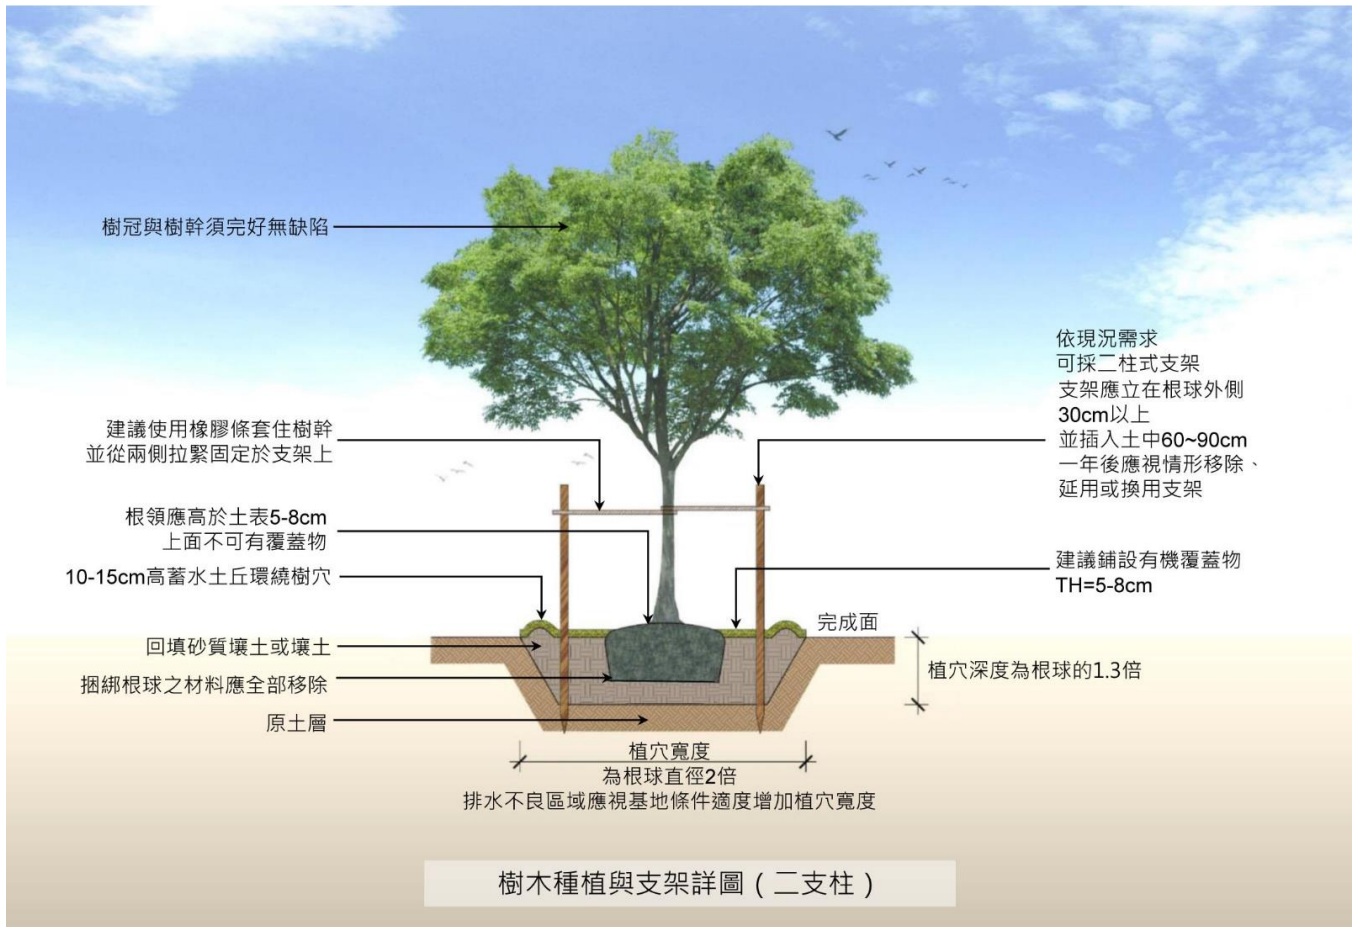 樹冠與樹幹須完好無缺陷
依現況需求
可採二柱式支架
支架應立在根球外側
30cm以上
並插入土中60~90cm
一年後應視情形移除、
延用或換用支架
建議使用橡膠條套住樹幹
並從兩側拉緊固定於支架上
根領應高於土表5-8cm
上面不可有覆蓋物
10-15cm高蓄水土丘環繞樹穴
建議鋪設有機覆蓋物
TH=5-8cm
完成面
回填砂質壤土或壤土
植穴深度為根球的1.3倍
捆綁根球之材料應全部移除
原土層
植穴寬度
為根球直徑2倍
排水不良區域應視基地條件適度增加植穴寬度
樹木種植與支架詳圖(二支柱)